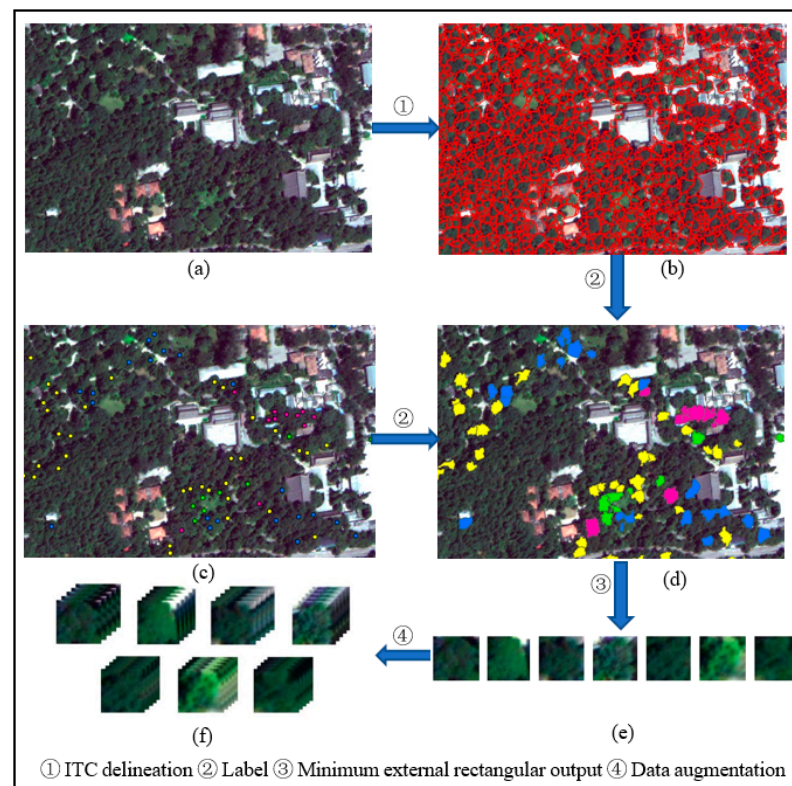 ①
(a)
(b)
②
②
(c)
(d)
③
④
(e)
(f)
① ITC delineation ② Label ③ Minimum external rectangular output ④ Data augmentation